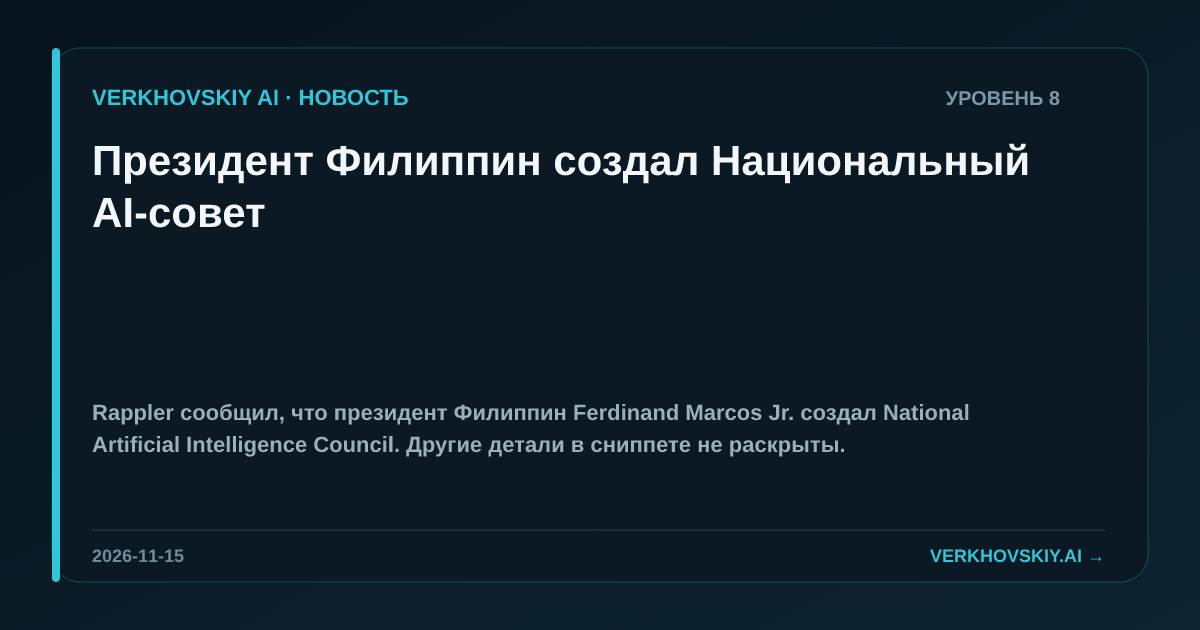 VERKHOVSKIY AI · НОВОСТЬ
УРОВЕНЬ 8
Президент Филиппин создал Национальный
AI-совет
Rappler сообщил, что президент Филиппин Ferdinand Marcos Jr. создал National
Artificial Intelligence Council. Другие детали в сниппете не раскрыты.
2026-11-15
VERKHOVSKIY.AI →